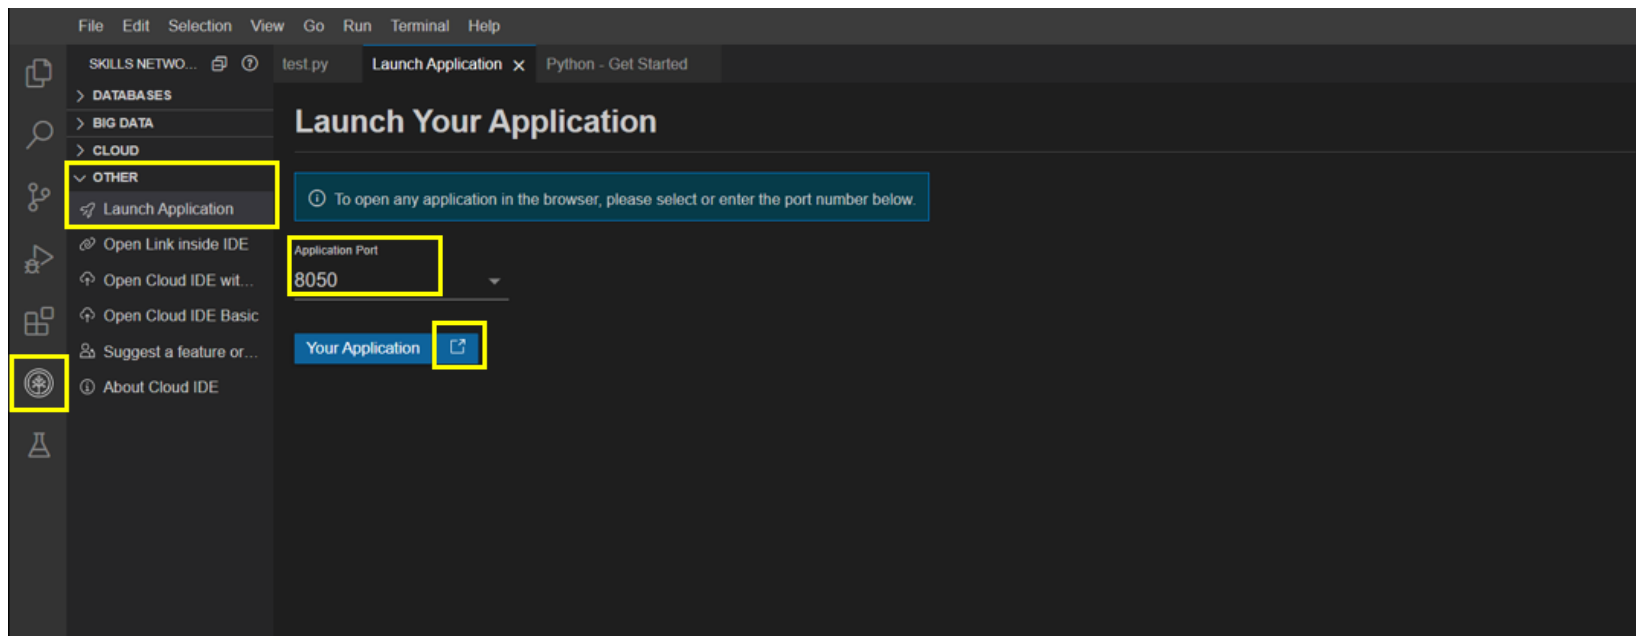 File Edit Selection View Go Run Terminal Help
SKILLS NETWO...
test.py Launch Application Python - Get Started
DATABASES
BIG DATA
CLOUD
OTHER
Launch Application
Open Link inside IDE
Open Cloud IDE wit...
Open Cloud IDE Basic
Suggest a feature or...
About Cloud IDE
Launch Your Application
To open any application in the browser, please select or enter the port number below.
Application Port
8050
Your Application